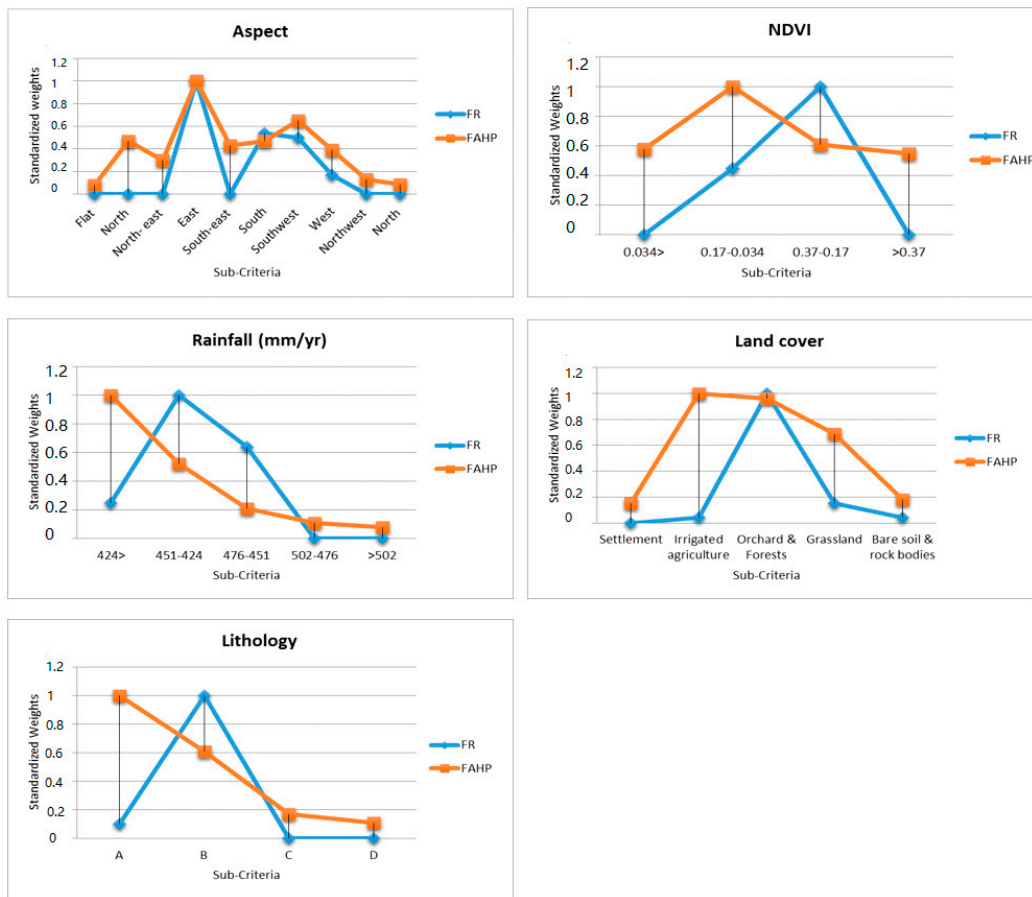 Aspect
Standardized weights
1.2
1
0.8
0.6
0.4
0.2
0
Flat
North
North- east
East
South-east
South
Southwest
West
Northwest
North
Sub-Criteria
FR
FAHP
NDVI
Standardized Weights
1.2
1
0.8
0.6
0.4
0.2
0
0.034>
0.17-0.034
0.37-0.17
>0.37
Sub-Criteria
FR
FAHP
Rainfall (mm/yr)
Standardized Weights
1.2
1
0.8
0.6
0.4
0.2
0
424>
451-424
476-451
502-476
>502
Sub-Criteria
FR
FAHP
Land cover
Standardized Weights
1.2
1
0.8
0.6
0.4
0.2
0
Settlement
Irrigated
agriculture
Orchard &
Forests
Grassland
Bare soil &
rock bodies
Sub-Criteria
FR
FAHP
Lithology
Standardized Weights
1.2
1
0.8
0.6
0.4
0.2
0
A
B
C
D
Sub-Criteria
FR
FAHP